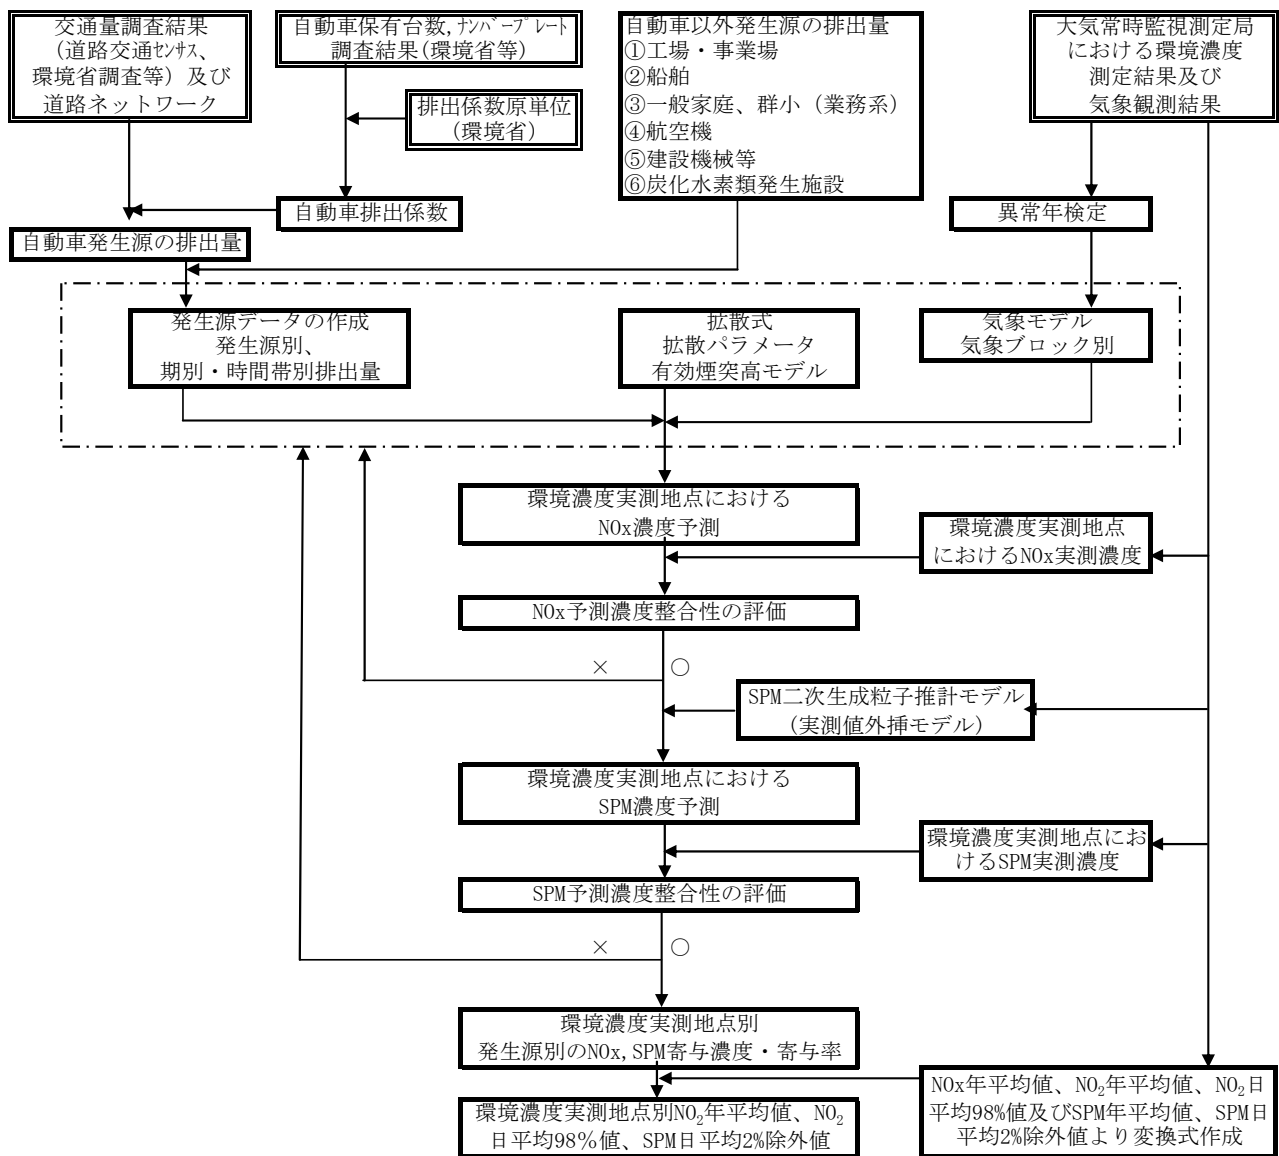 交通量調査結果
(道路交通ｾﾝｻｽ、
環境省調査等）及び
道路ネットワーク
自動車保有台数,ﾅﾝﾊﾞｰﾌﾟﾚｰﾄ
調査結果(環境省等)
排出係数原単位
(環境省)
自動車以外発生源の排出量
①工場・事業場
②船舶
③一般家庭、群小（業務系）
④航空機
⑤建設機械等
⑥炭化水素類発生施設
大気常時監視測定局
における環境濃度
測定結果及び
気象観測結果
自動車排出係数
異常年検定
自動車発生源の排出量
発生源データの作成
発生源別、
期別・時間帯別排出量
拡散式
拡散パラメータ
有効煙突高モデル
気象モデル
気象ブロック別
環境濃度実測地点における
NOx濃度予測
環境濃度実測地点
におけるNOx実測濃度
NOx予測濃度整合性の評価
× ○
SPM二次生成粒子推計モデル
(実測値外挿モデル)
環境濃度実測地点における
SPM濃度予測
環境濃度実測地点にお
けるSPM実測濃度
SPM予測濃度整合性の評価
× ○
環境濃度実測地点別
発生源別のNOx,SPM寄与濃度・寄与率
NOx年平均値、NO₂年平均値、NO₂日
平均98%値及びSPM年平均値、SPM日
平均2%除外値より変換式作成
環境濃度実測地点別NO₂年平均値、NO₂
日平均98％値、SPM日平均2%除外値